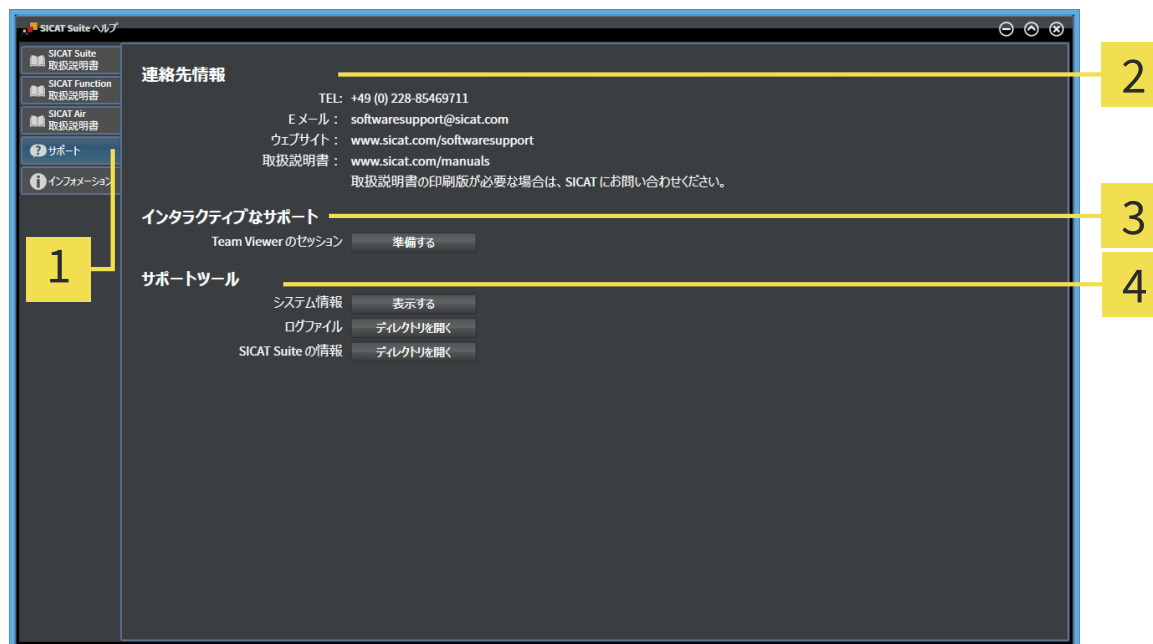 SICAT Suite ヘルプ
SICAT Suite
取扱説明書
SICAT Function
取扱説明書
SICAT Air
取扱説明書
サポート
インフォメーション
連絡先情報
TEL: +49 (0) 228-85469711
E メール : softwaresupport@sicat.com
ウェブサイト : www.sicat.com/softwaresupport
取扱説明書 : www.sicat.com/manuals
取扱説明書の印刷版が必要な場合は、SICAT にお問い合わせください。
インタラクティブなサポート
Team Viewer のセッション 準備する
サポートツール
システム情報 表示する
ログファイル ディレクトリを開く
SICAT Suite の情報 ディレクトリを開く
1
2
3
4